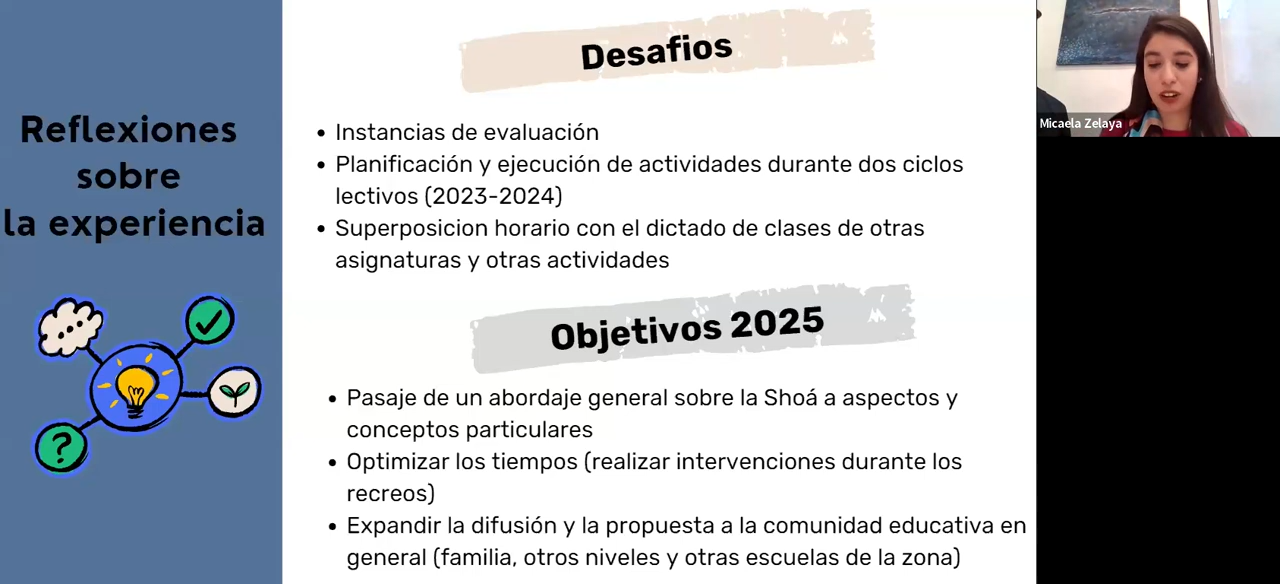 Reflexiones
sobre
la experiencia
Desafios
• Instancias de evaluación
• Planificación y ejecución de actividades durante dos ciclos
lectivos (2023-2024)
• Superposicion horario con el dictado de clases de otras
asignaturas y otras actividades
Objetivos 2025
• Pasaje de un abordaje general sobre la Shoá a aspectos y
conceptos particulares
• Optimizar los tiempos (realizar intervenciones durante los
recreos)
• Expandir la difusión y la propuesta a la comunidad educativa en
general (familia, otros niveles y otras escuelas de la zona)
Micaela Zelaya